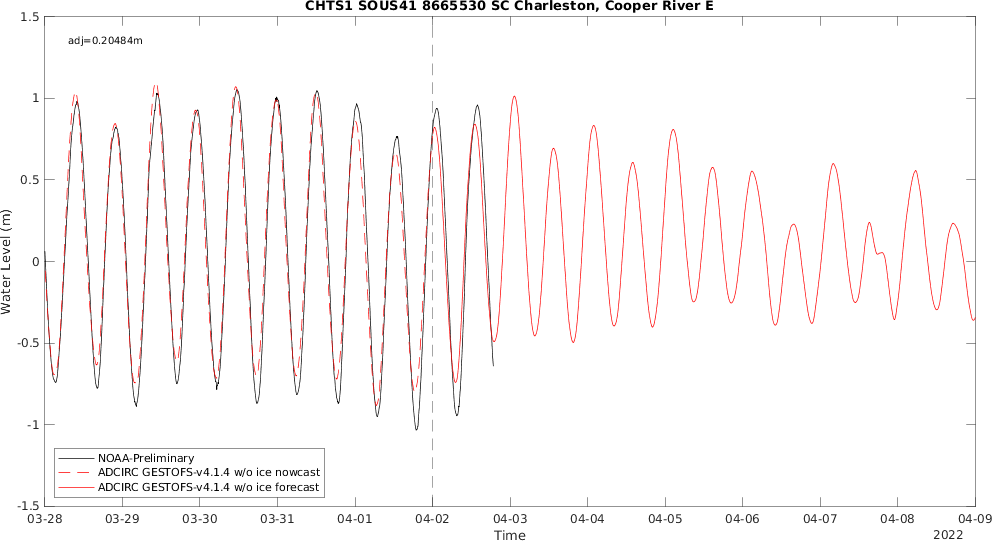 CHTS1 SOUS41 8665530 SC Charleston, Cooper River E
adj=0.20484m
1.5
1
0.5
0
-0.5
-1
-1.5
Water Level (m)
NOAA-Preliminary
ADCIRC GESTOFS-v4.1.4 w/o ice nowcast
ADCIRC GESTOFS-v4.1.4 w/o ice forecast
03-28 03-29 03-30 03-31 04-01 04-02 04-03 04-04 04-05 04-06 04-07 04-08 04-09
Time
2022